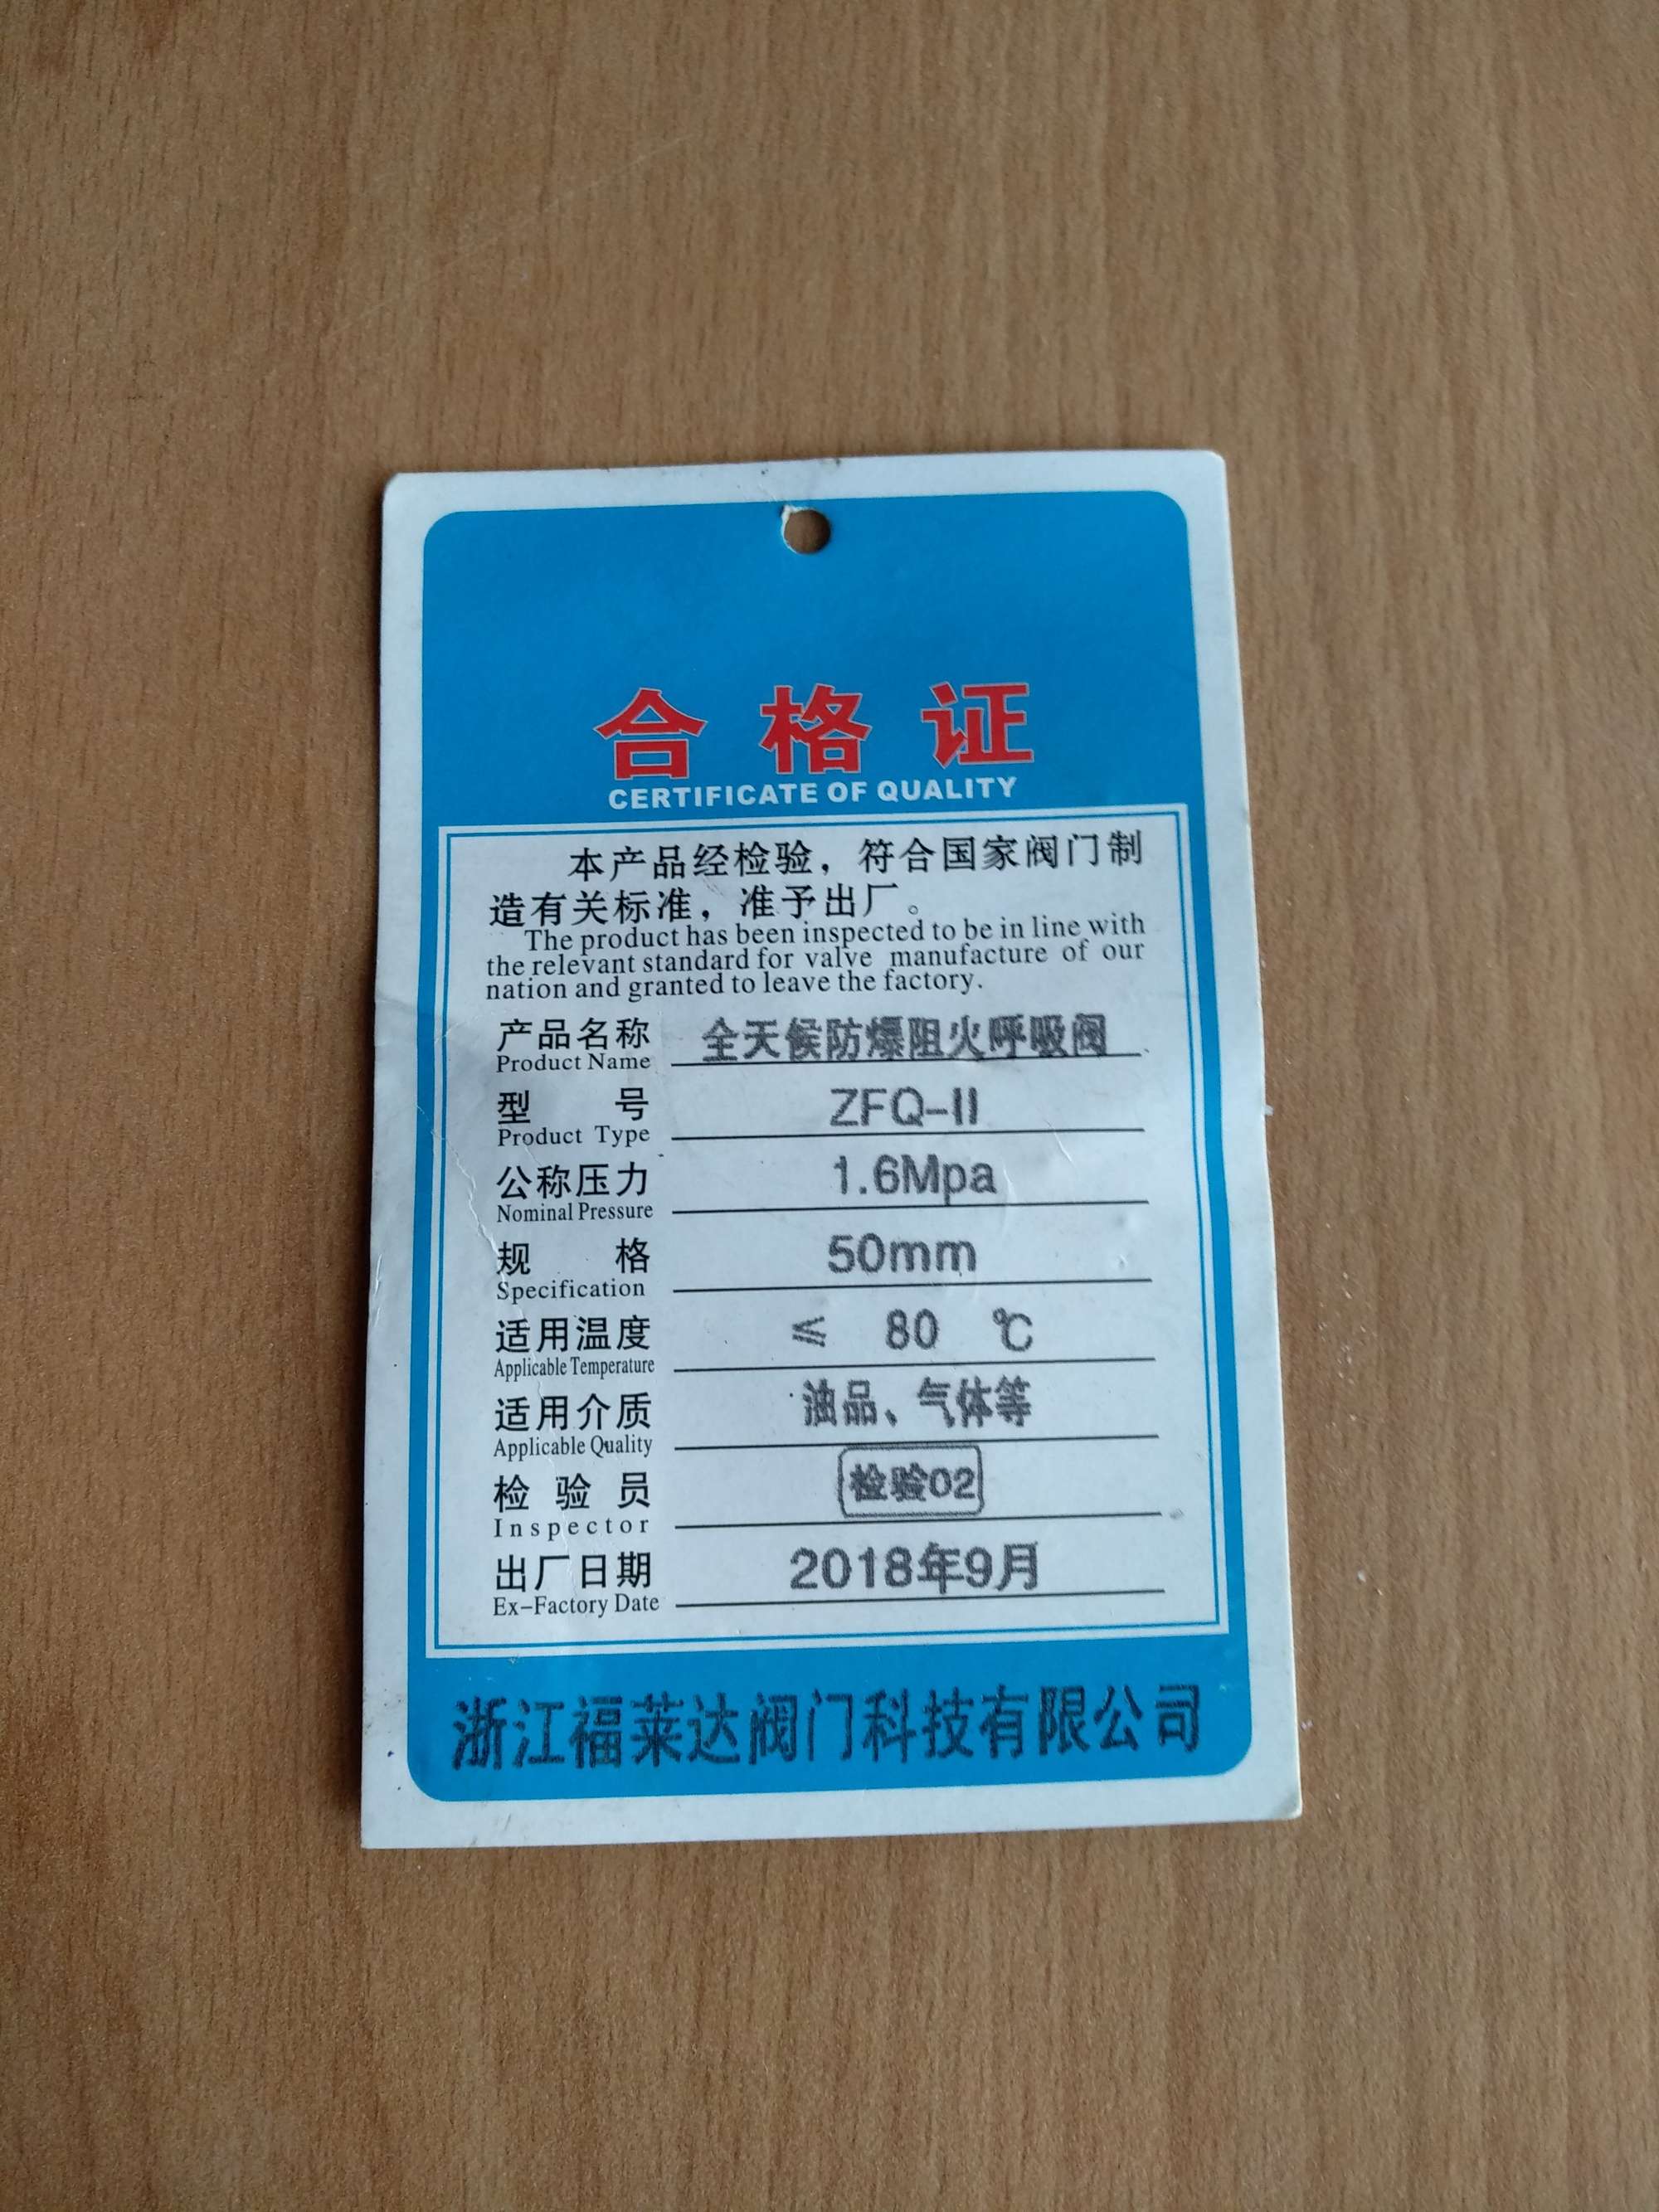 合格证
CERTIFICATE OF QUALITY
本产品经检验，符合国家阀门制
造有关标准，准予出厂。
The product has been inspected to be in line with
the relevant standard for valve manufacture of our
nation and granted to leave the factory.
产品名称 全天候防爆阻火呼吸阀
Product Name
型号 ZFQ-II
Product Type
公称压力 1.6Mpa
Nominal Pressure
规格 50mm
Specification
适用温度 ≤ 80 ℃
Applicable Temperature
适用介质 油品、气体等
Applicable Quality
检验员 检验02
Inspector
出厂日期 2018年9月
Ex-Factory Date
浙江福莱达阀门科技有限公司